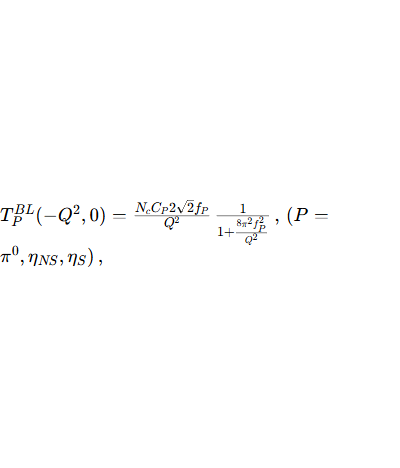 $T_P^{BL}(-Q^2, 0) = \frac{N_c C_P 2\sqrt{2} f_P}{Q^2} \frac{1}{1+\frac{8\pi^2 f_P^2}{Q^2}}\,,\,(P =$
$\pi^0, \eta_{NS}, \eta_S)\,,$